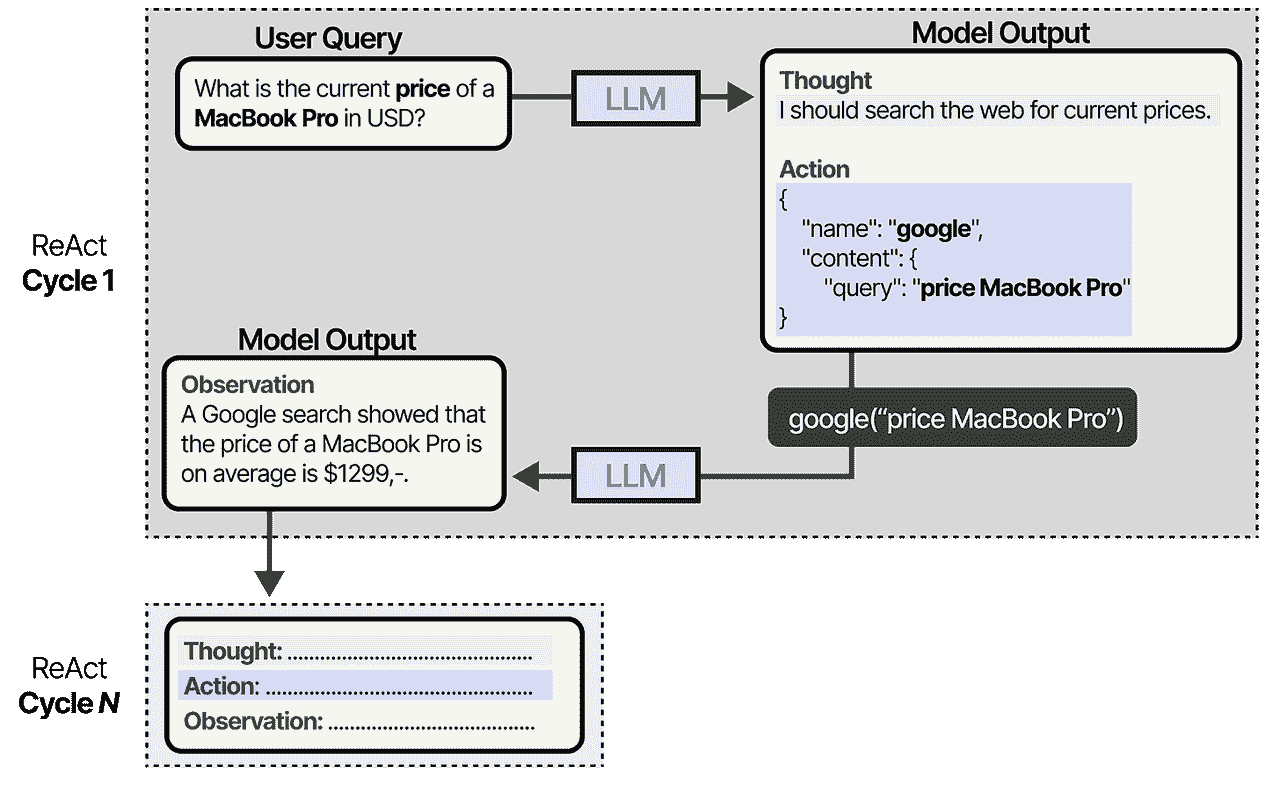 User Query
What is the current price of a
MacBook Pro in USD?
LLM
Model Output
Thought
I should search the web for current prices.
Action
{
"name": "google",
"content": {
"query": "price MacBook Pro"
}
ReAct
Cycle 1
google(“price MacBook Pro”)
LLM
Model Output
Observation
A Google search showed that
the price of a MacBook Pro is
on average is $1299,-.
ReAct
Cycle N
Thought: ..........................................
Action: ..............................................
Observation: ...................................